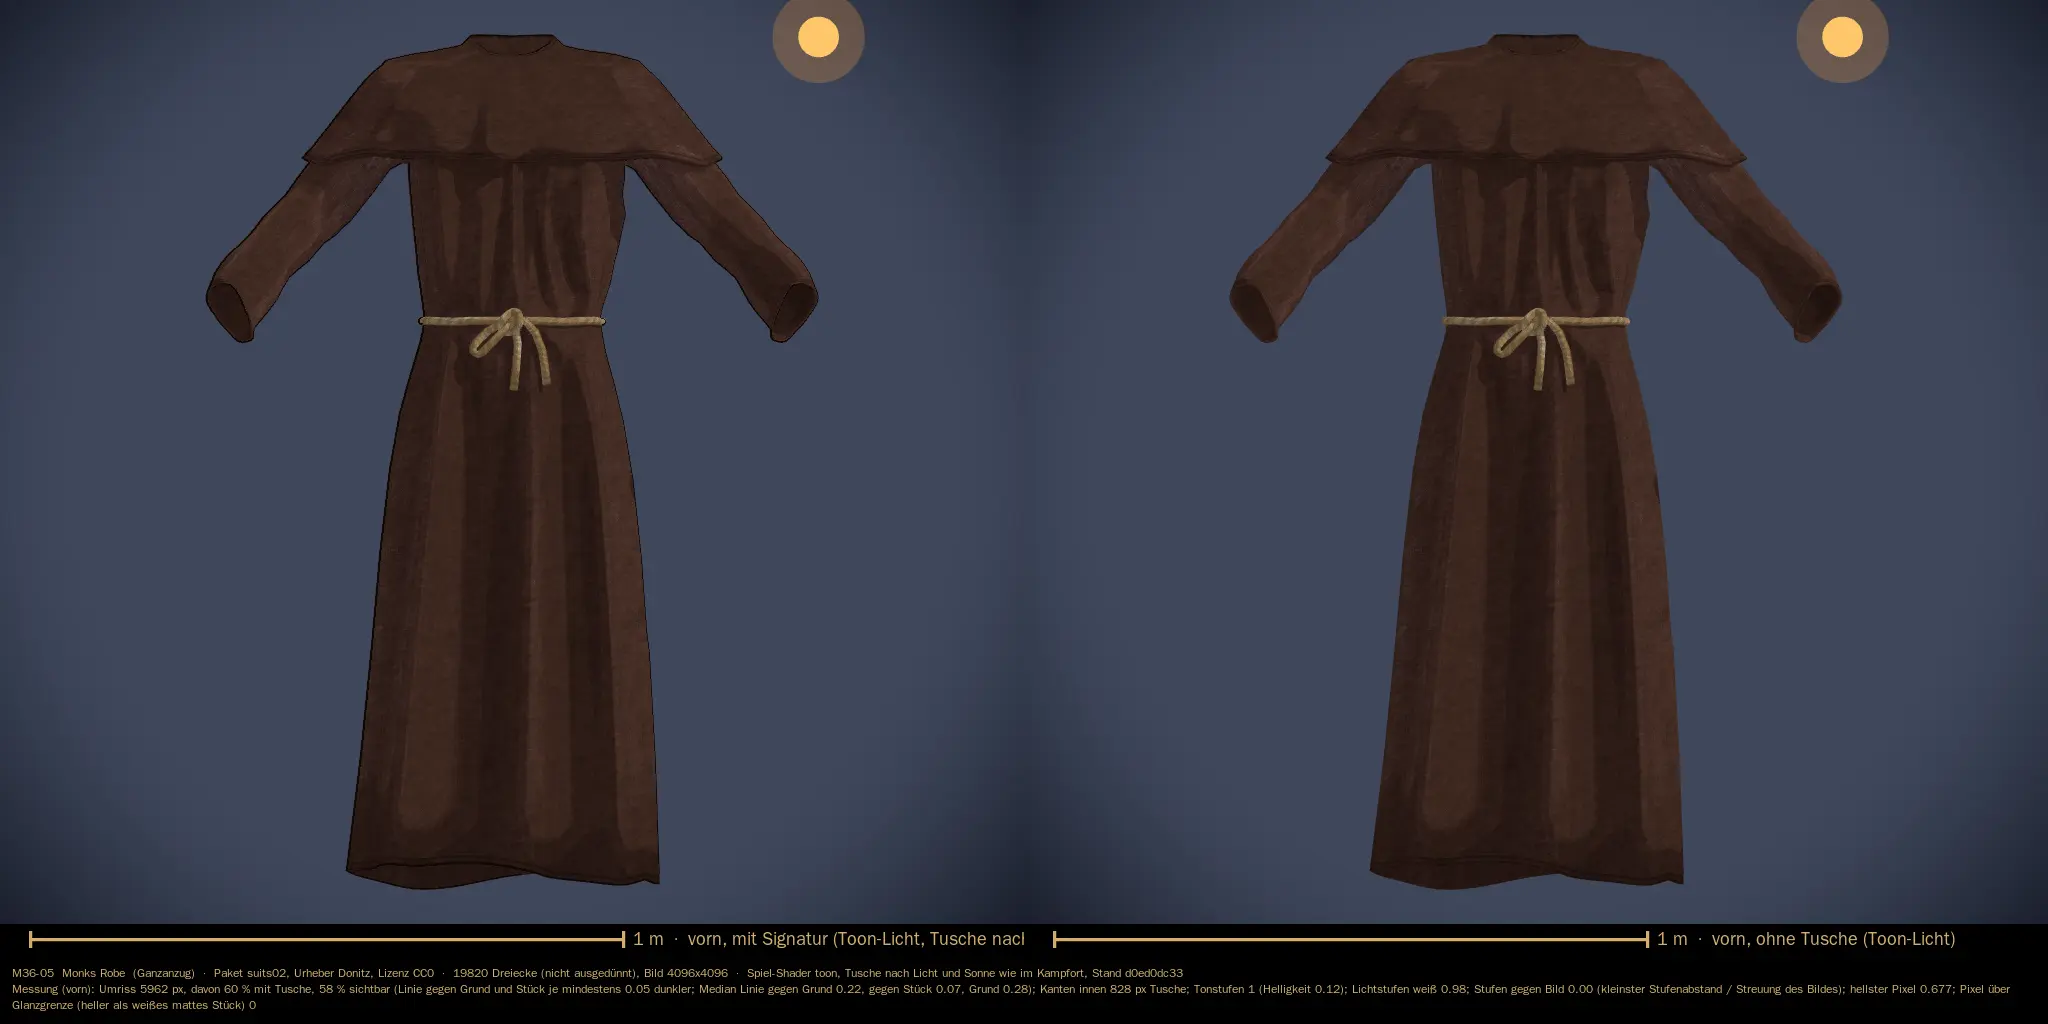 1 m · vorn, mit Signatur (Toon-Licht, Tusche nacl
1 m · vorn, ohne Tusche (Toon-Licht)
M36-05 Monks Robe (Ganzanzug) · Paket suits02, Urheber Donitz, Lizenz CC0 · 19820 Dreiecke (nicht ausgedünnt), Bild 4096x4096 · Spiel-Shader toon, Tusche nach Licht und Sonne wie im Kampfort, Stand d0ed0dc33
Messung (vorn): Umriss 5962 px, davon 60 % mit Tusche, 58 % sichtbar (Linie gegen Grund und Stück je mindestens 0.05 dunkler; Median Linie gegen Grund 0.22, gegen Stück 0.07, Grund 0.28); Kanten innen 828 px Tusche; Tonstufen 1 (Helligkeit 0.12); Lichtstufen weiß 0.98; Stufen gegen Bild 0.00 (kleinster Stufenabstand / Streuung des Bildes); hellster Pixel 0.677; Pixel über
Glanzgrenze (heller als weißes mattes Stück) 0